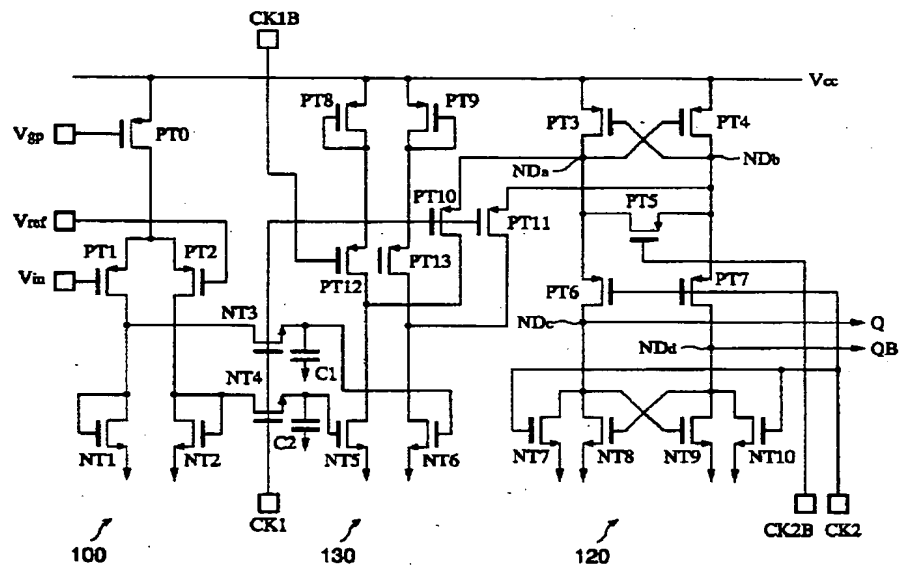 CK1B
Vcc
PT8
PT9
PT3
PT4
Vgp
PT0
NDa
NDb
PT10
PT5
Vref
PT11
PT1
PT2
Vin
PT12
PT13
PT6
PT7
NT3
NDc
Q
C1
NDd
QB
NT4
C2
NT1
NT2
NT5
NT6
NT7
NT8
NT9
NT10
CK1
CK2B
CK2
100
130
120